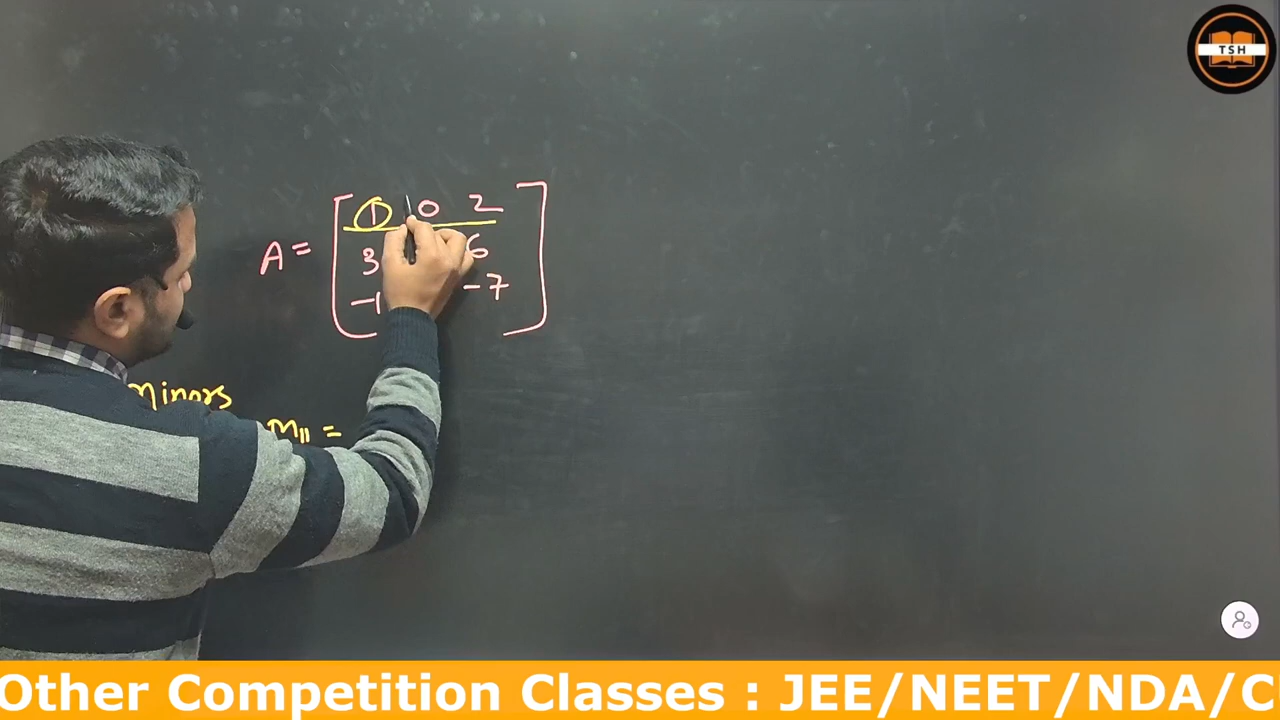 TSH
1 0 2
A = 3 6
-1 -7
Minors
M11 =
Other Competition Classes : JEE/NEET/NDA/C